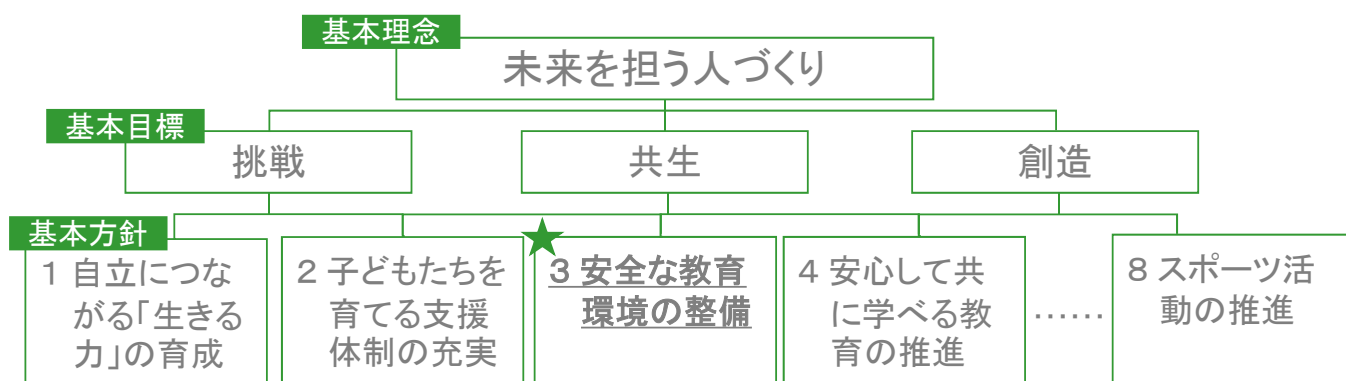 基本理念
未来を担う人づくり
基本目標
挑戦
共生
創造
基本方針
1 自立につな
がる「生きる
力」の育成
2 子どもたちを
育てる支援
体制の充実
3 安全な教育
環境の整備
4 安心して共
に学べる教
育の推進
……
8 スポーツ活
動の推進